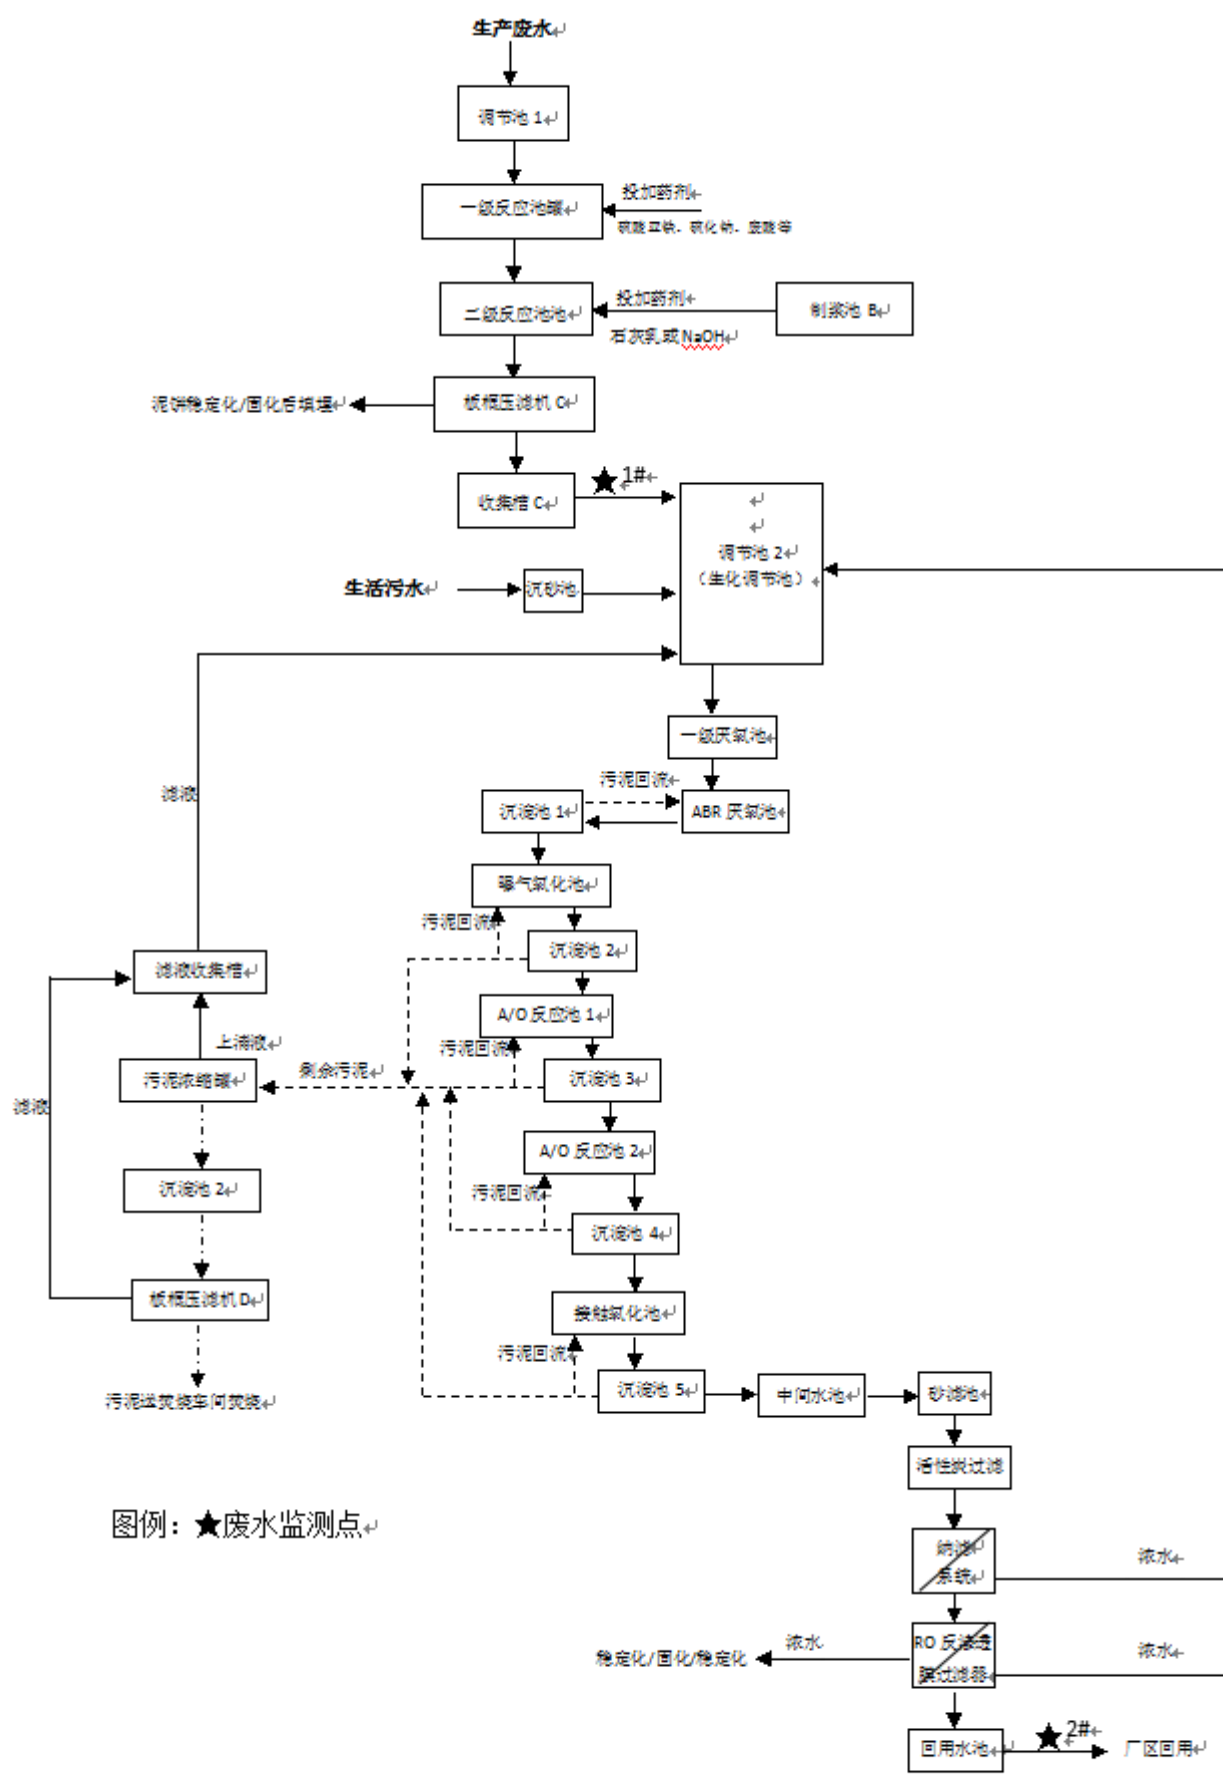 生产废水
调节池 1
一级反应池罐
投加药剂
硫酸亚铁、硫化钠、废酸等
二级反应池池
投加药剂
石灰乳或NaOH
制浆池 B
泥饼稳定化/固化后填埋
板框压滤机 C
收集槽 C
1#
调节池 2
（生化调节池）
生活污水
沉砂池
一级厌氧池
滤液
污泥回流
沉淀池 1
ABR 厌氧池
曝气氧化池
污泥回流
沉淀池 2
滤液收集槽
A/O 反应池 1
上清液
污泥回流
剩余污泥
污泥浓缩罐
沉淀池 3
滤液
A/O 反应池 2
沉淀池 2
污泥回流
沉淀池 4
板框压滤机 D
接触氧化池
污泥回流
污泥送焚烧车间焚烧
沉淀池 5
中间水池
砂滤池
活性炭过滤
图例：★废水监测点
纳滤
系统
浓水
RO 反渗透
膜过滤器
浓水
浓水
稳定化/固化/稳定化
回用水池
2#
厂区回用